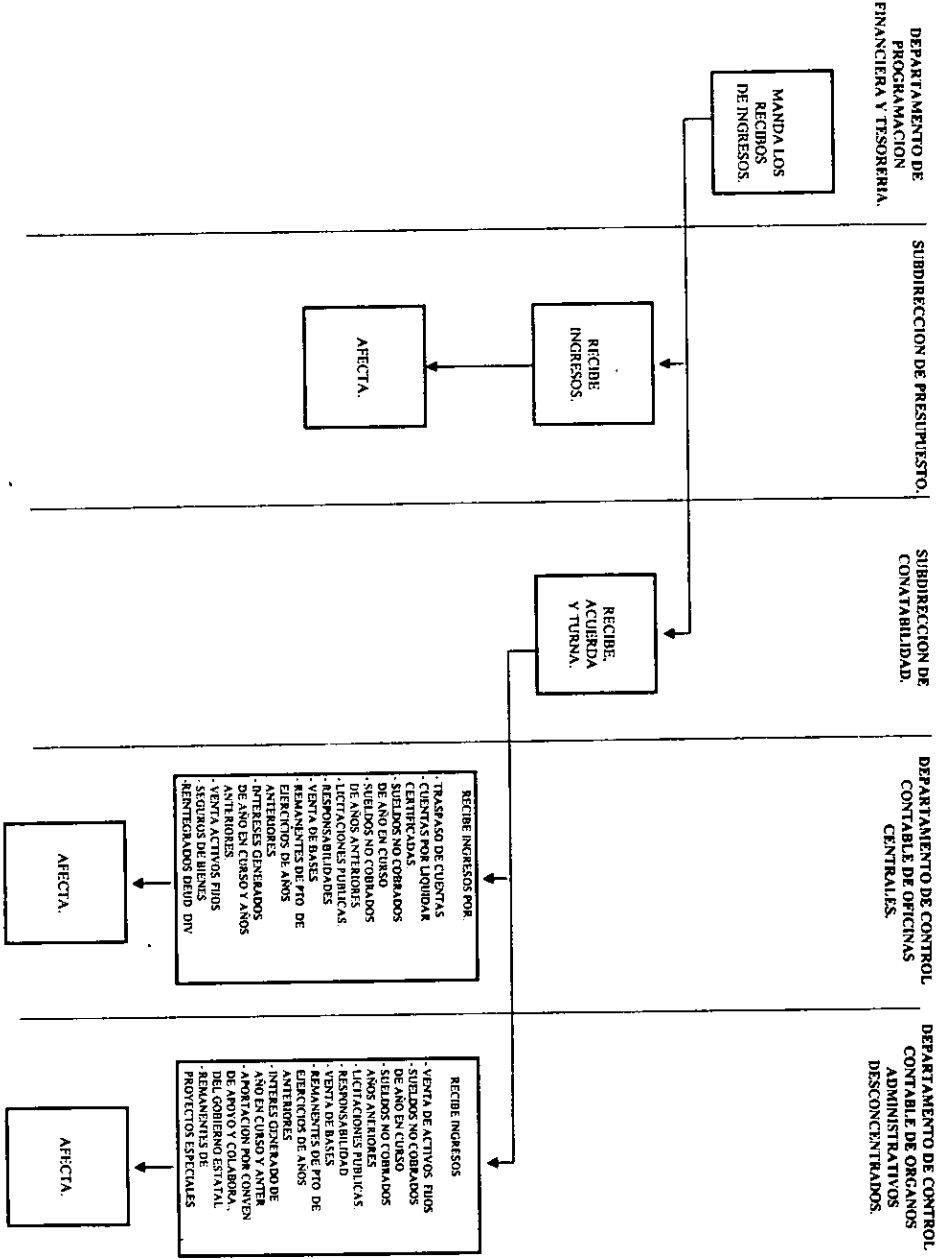 DEPARTAMENTO DE
PROGRAMACION
FINANCIERA Y TESORERIA.
MANDA LOS
RECIBOS
DE INGRESOS.
SUBDIRECCION DE PRESUPUESTO.
RECIDE
INGRESOS.
AFECTA.
SUBDIRECCION DE
CONATABILIDAD.
RECIBE,
ACUERDA
Y TURNA.
DEPARTAMENTO DE CONTROL
CONTABLE DE OFICINAS
CENTRALES.
RECIBE INGRESOS POR.
· TRASPASO DE CUENTAS
· CUENTAS POR LIQUIDAR
CERTIFICADAS.
· SUELDOS NO COBRADOS
DE AÑO EN CURSO
· SUELDOS NO COBRADOS
DE AÑOS ANTERIORES
· LICITACIONES PUBLICAS.
· RESPONSABILIDADES
· VENTA DE BASES
· REMANENTES DE PTO DE
EJERCICIOS DE AÑOS
ANTERIORES
· INTERESES GENERADOS
DE AÑO EN CURSO Y AÑOS
ANTERIORES.
· VENTA ACTIVOS FIJOS
· SEGUROS DE BIENES
· REINTEGRADOS DEUD DIV
AFECTA.
DEPARTAMENTO DE CONTROL
CONTABLE DE ORGANOS
ADMINISTRATIVOS
DESCONCENTRADOS.
RECIBE INGRESOS
· VENTA DE ACTIVOS FIJOS
· SUELDOS NO COBRADOS
DE AÑO EN CURSO
· SUELDOS NO COBRADOS
AÑOS ANERIORES
· LICITACIONES PUBLICAS.
· RESPONSABILIDAD
· VENTA DE BASES
· REMANENTES DE PTO DE
EJERCICIOS DE AÑOS
ANTERIORES
· INTERES GENERADO DE
AÑO EN CURSO Y ANTER
· APORTACION POR CONVEN
DE APOYO Y COLABORA.,
DEL GOBIERNO ESTATAL
· REMANENTES DE
PROYECTOS ESPECIALES
AFECTA.